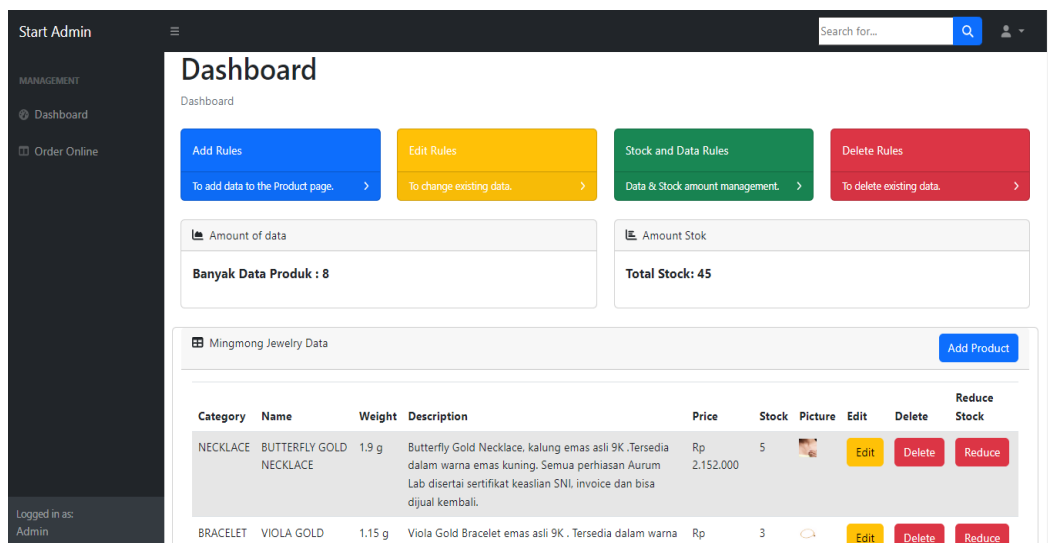 Start Admin
Search for...
MANAGEMENT
Dashboard
Order Online
Logged in as:
Admin
Dashboard
Dashboard
Add Rules
To add data to the Product page.
Edit Rules
To change existing data.
Stock and Data Rules
Data & Stock amount management.
Delete Rules
To delete existing data.
Amount of data
Banyak Data Produk : 8
Amount Stok
Total Stock: 45
Mingmong Jewelry Data
Add Product
Category Name Weight Description Price Stock Picture Edit Delete Reduce Stock
NECKLACE BUTTERFLY GOLD 1.9 g Butterfly Gold Necklace, kalung emas asli 9K .Tersedia Rp 5 Edit Delete Reduce
NECKLACE dalam warna emas kuning. Semua perhiasan Aurum 2.152.000
Lab disertai sertifikat keaslian SNI, invoice dan bisa
dijual kembali.
BRACELET VIOLA GOLD 1.15 g Viola Gold Bracelet emas asli 9K . Tersedia dalam warna Rp 3 Edit Delete Reduce